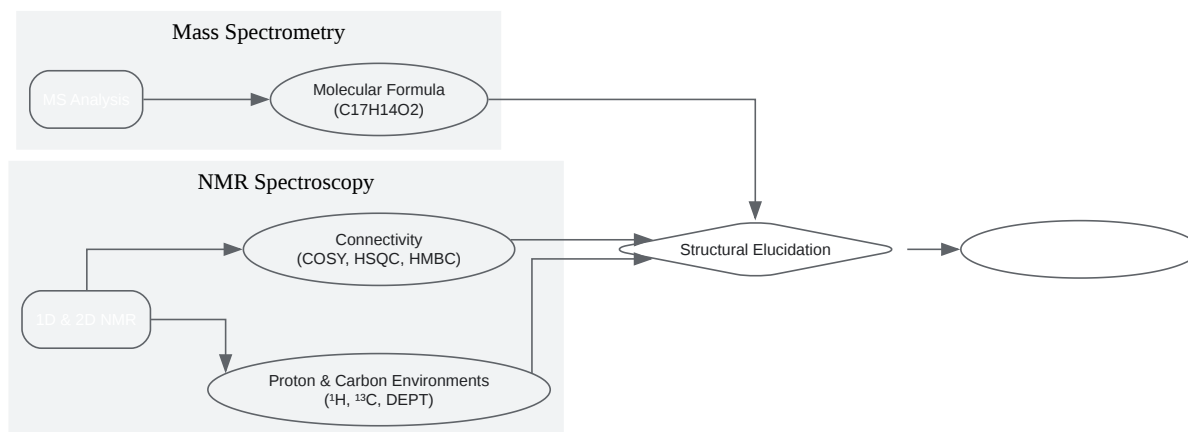 Mass Spectrometry
MS Analysis
Molecular Formula
(C17H14O2)
NMR Spectroscopy
Connectivity
(COSY, HSQC, HMBC)
Structural Elucidation
1D & 2D NMR
Proton & Carbon Environments
(¹H, ¹³C, DEPT)